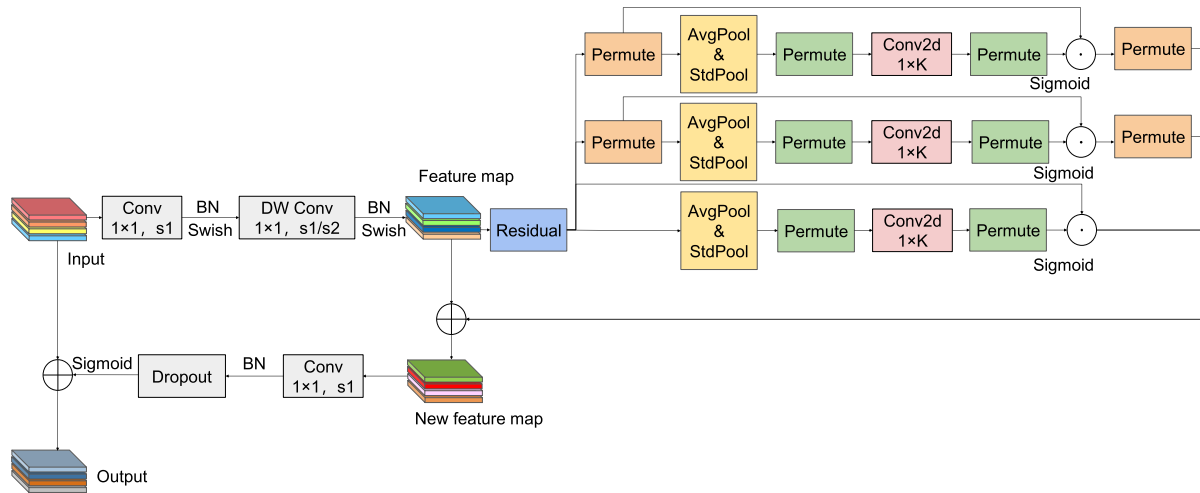 Permute
AvgPool
&
StdPool
Permute
Conv2d
1×K
Permute
Sigmoid
Permute
Permute
AvgPool
&
StdPool
Permute
Conv2d
1×K
Permute
Sigmoid
Permute
Feature map
Input
Conv
1×1, s1
BN
Swish
DW Conv
1×1, s1/s2
BN
Swish
Residual
AvgPool
&
StdPool
Permute
Conv2d
1×K
Permute
Sigmoid
Sigmoid
Dropout
BN
Conv
1×1, s1
New feature map
Output